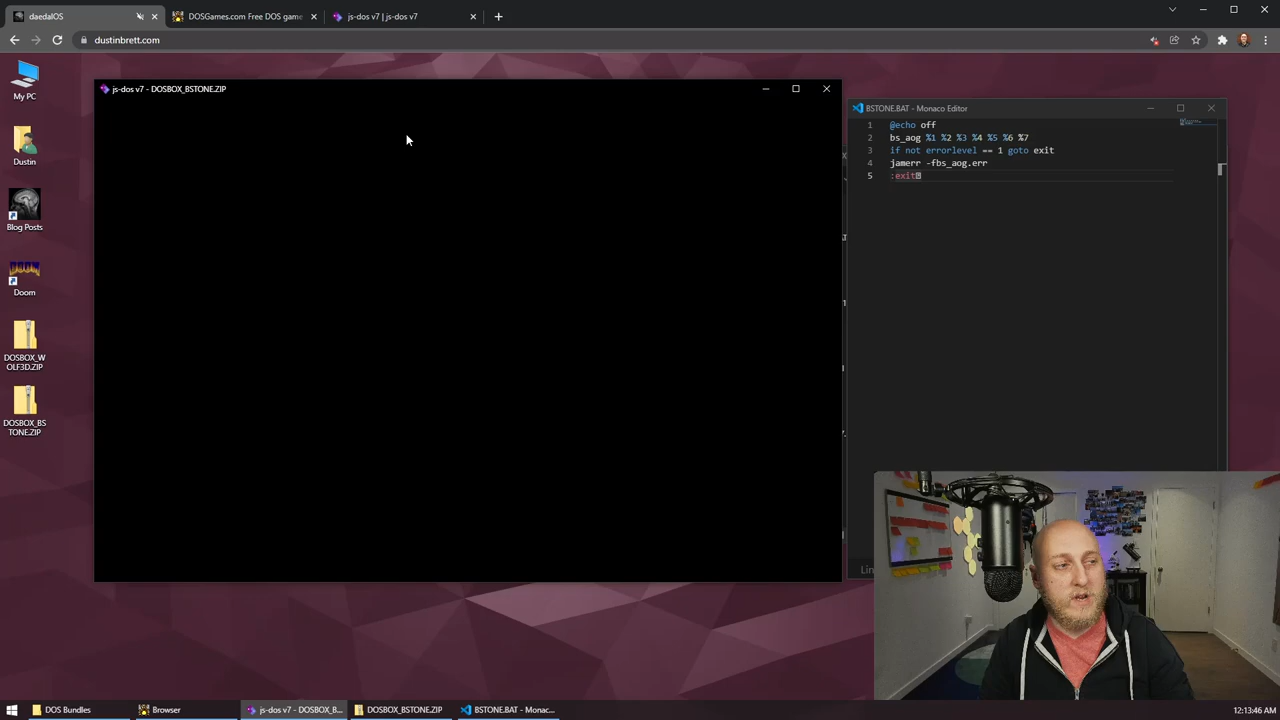 daedalOS
DOSGames.com Free DOS game
js-dos v7 | js-dos v7
dustinbrett.com
My PC
Dustin
Blog Posts
Doom
DOSBOX_W
OLF3D.ZIP
DOSBOX_BS
TONE.ZIP
js-dos v7 - DOSBOX_BSTONE.ZIP
BSTONE.BAT - Monaco Editor
1 @echo off
2 bs_aog %1 %2 %3 %4 %5 %6 %7
3 if not errorlevel == 1 goto exit
4 jamerr -fbs_aog.err
5 :exit
Lin
DOS Bundles
Browser
js-dos v7 - DOSBOX_B...
DOSBOX_BSTONE.ZIP
BSTONE.BAT - Monac...
12:13:46 AM